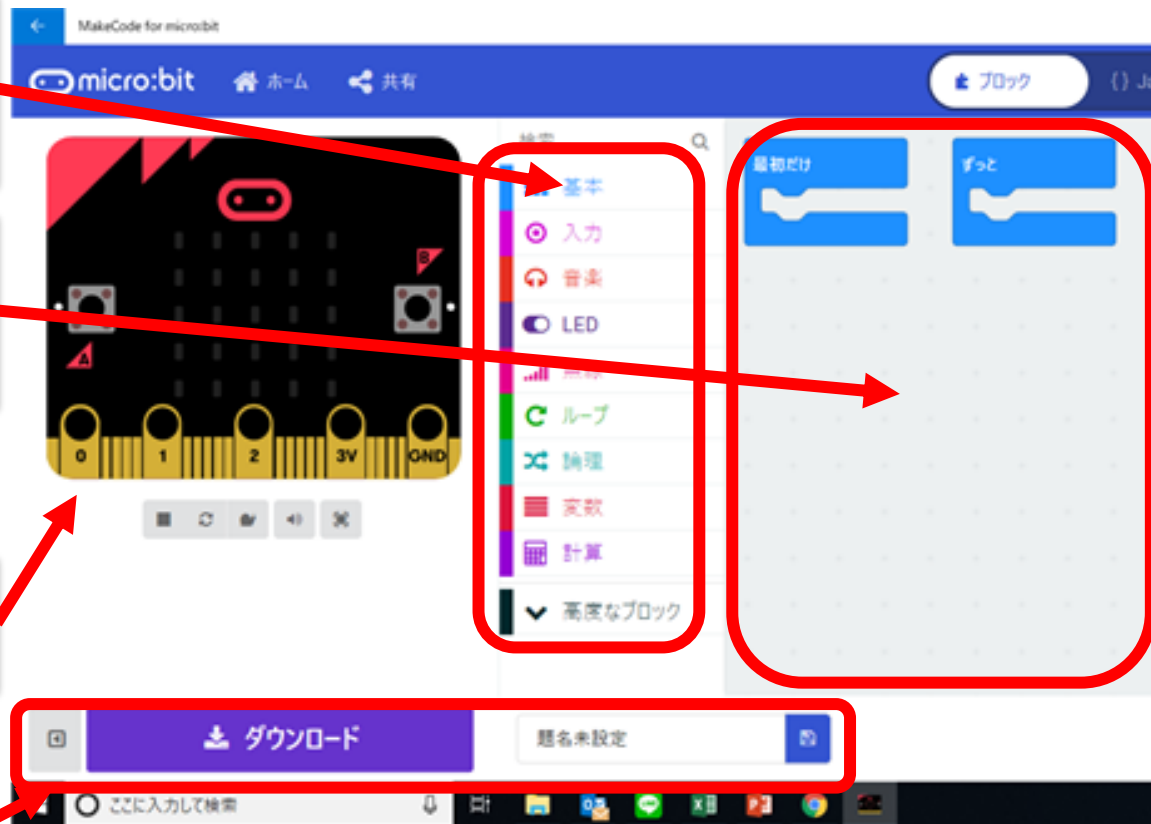 MakeCode for micro:bit
micro:bit ホーム 共有 ブロック {} Ja
検索
基本
入力
音楽
LED
ループ
論理
変数
計算
高度なブロック
最初だけ ずっと
B
A
0 1 2 3V GND
ダウンロード 題名未設定
ここに入力して検索